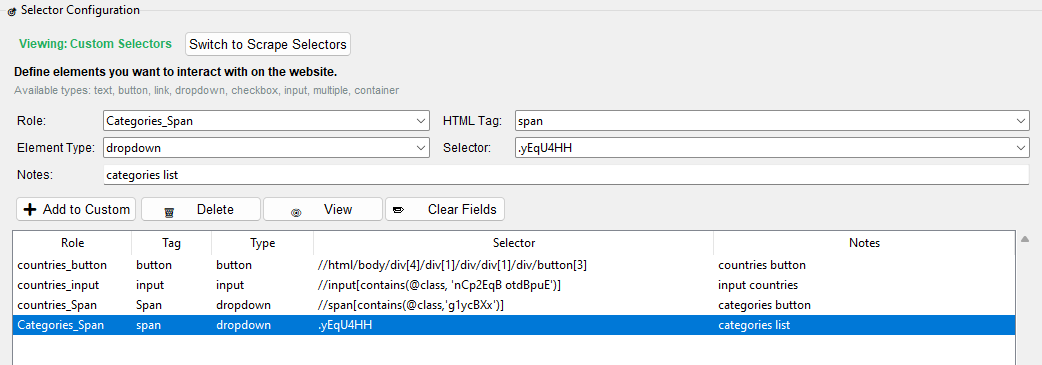 Selector Configuration
Viewing: Custom Selectors Switch to Scrape Selectors
Define elements you want to interact with on the website.
Available types: text, button, link, dropdown, checkbox, input, multiple, container
Role: Categories_Span HTML Tag: span
Element Type: dropdown Selector: .yEqU4HH
Notes: categories list
Add to Custom Delete View Clear Fields
Role Tag Type Selector Notes
countries_button button button //html/body/div[4]/div[1]/div/div[1]/div/button[3] countries button
countries_input input input //input[contains(@class, 'nCp2EqB otdBpuE')] input countries
countries_Span Span dropdown //span[contains(@class,'g1ycBXx')] categories button
Categories_Span span dropdown .yEqU4HH categories list